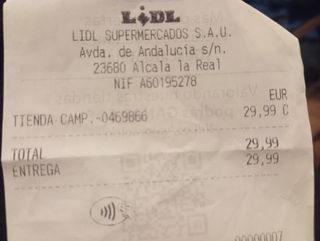 LIDL
LIDL SUPERMERCADOS S.A.U.
Avda. de Andalucia s/n.
23680 Alcala la Real
NIF A60195278
EUR
TIENDA CAMP.-0469866 29,99 C
TOTAL 29,99
ENTREGA 29,99
00000007